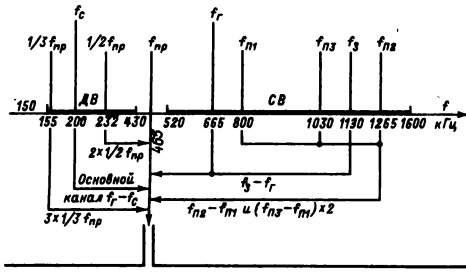 f_c
f_г
1/3 f_пр
1/2 f_пр
f_пр
f_п1
f_п3
f_з
f_п2
150
ДВ
СВ
f
155
200
232
430
465
520
665
800
1030
1130
1265
1600
кГц
2×1/2 f_пр
Основной
канал f_г–f_c
f_з–f_г
f_п2–f_п1 и (f_п3–f_п1)×2
3×1/3 f_пр